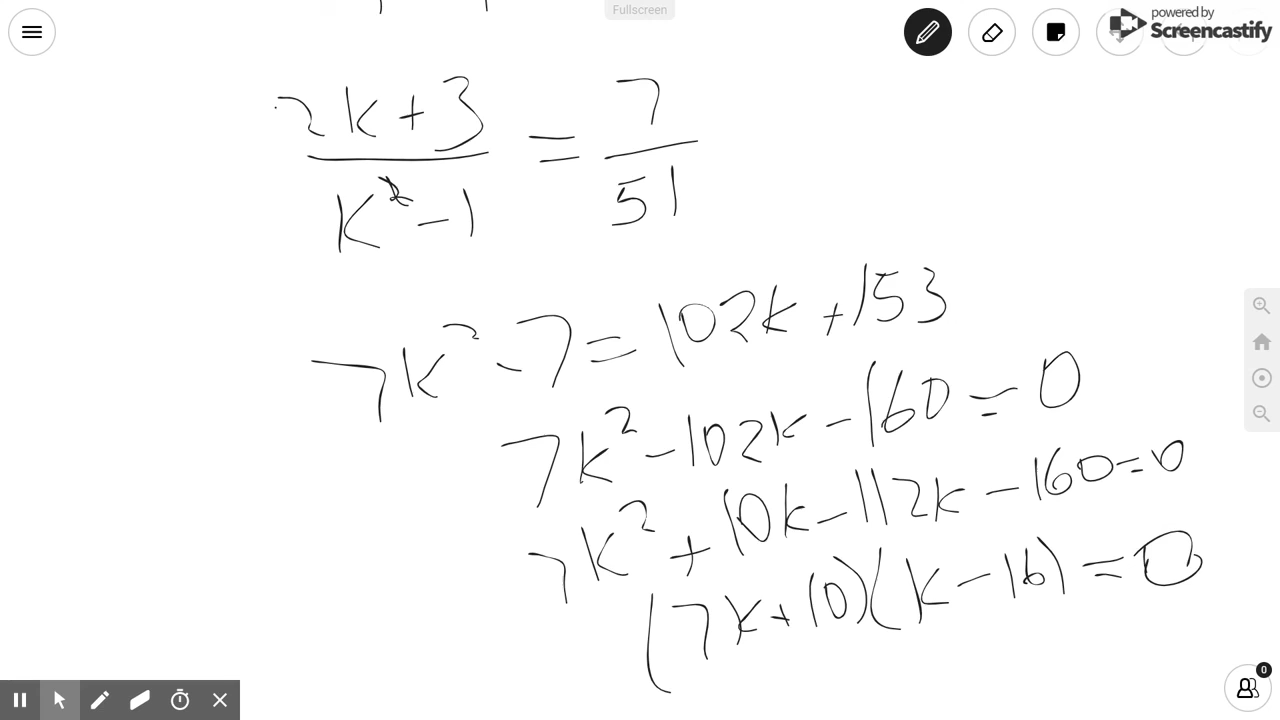 Fullscreen
powered by
Screencastify
2k+3 / k²-1 = 7 / 51
7k²-7=102k+153
7k²-102k-160=0
7k²+10k-112k-160=0
(7k+10)(k-16)=0
0